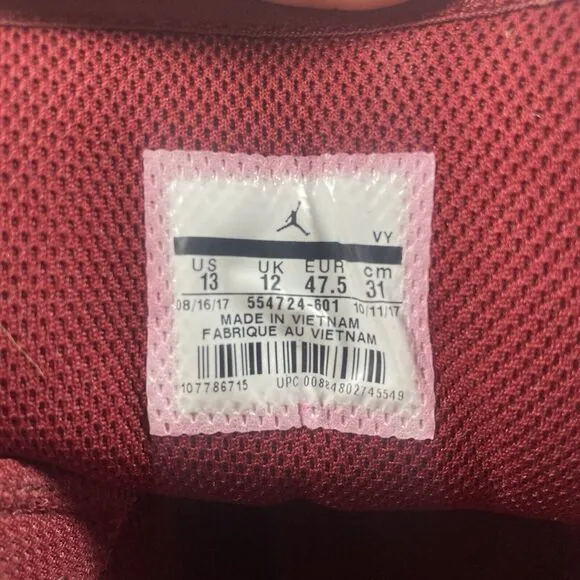 VY
US UK EUR cm
13 12 47.5 31
08/16/17 554724-601 10/11/17
MADE IN VIETNAM
FABRIQUE AU VIETNAM
107786715 UPC 00884802745549